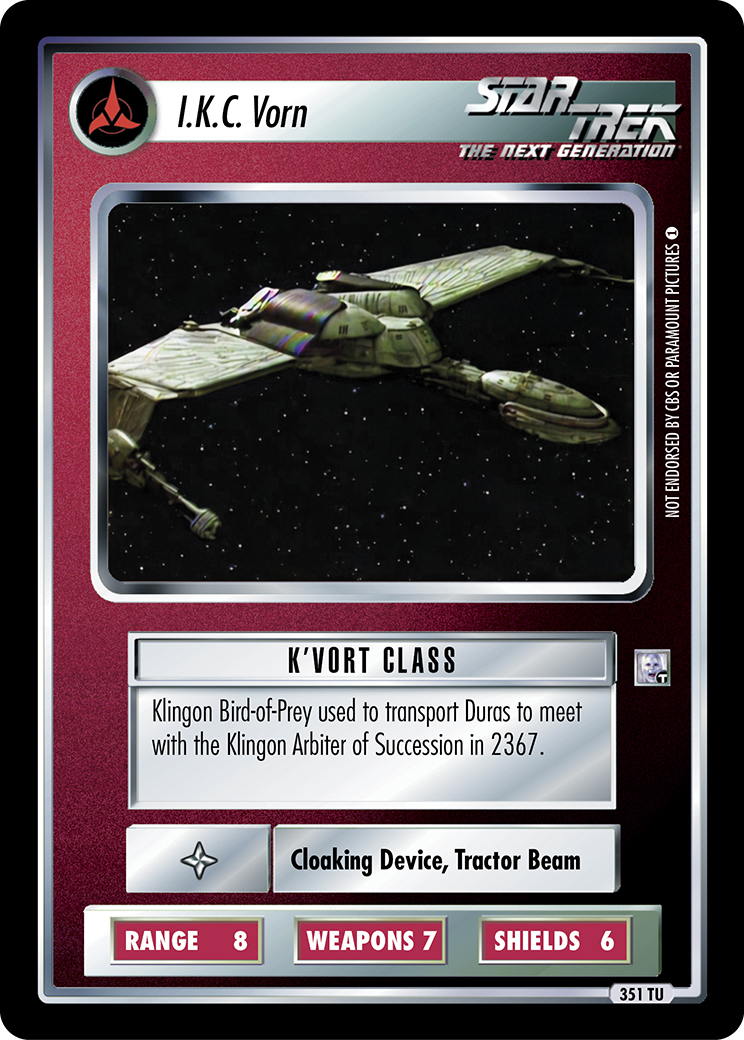 I.K.C. Vorn
STAR TREK
THE NEXT GENERATION
NOT ENDORSED BY CBS OR PARAMOUNT PICTURES 1
K'VORT CLASS
T
Klingon Bird-of-Prey used to transport Duras to meet
with the Klingon Arbiter of Succession in 2367.
Cloaking Device, Tractor Beam
RANGE 8 WEAPONS 7 SHIELDS 6
351 TU